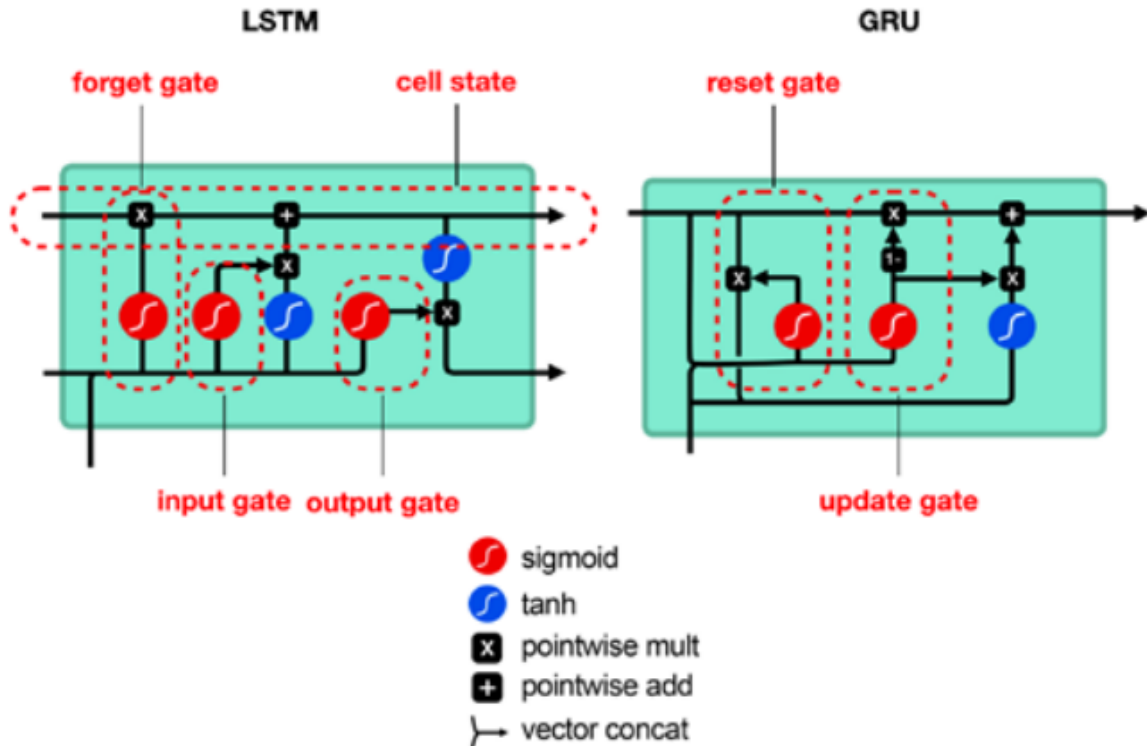 LSTM
GRU
forget gate
cell state
reset gate
x
+
x
x
x
1-
x
+
x
input gate
output gate
update gate
sigmoid
tanh
x
pointwise mult
+
pointwise add
vector concat